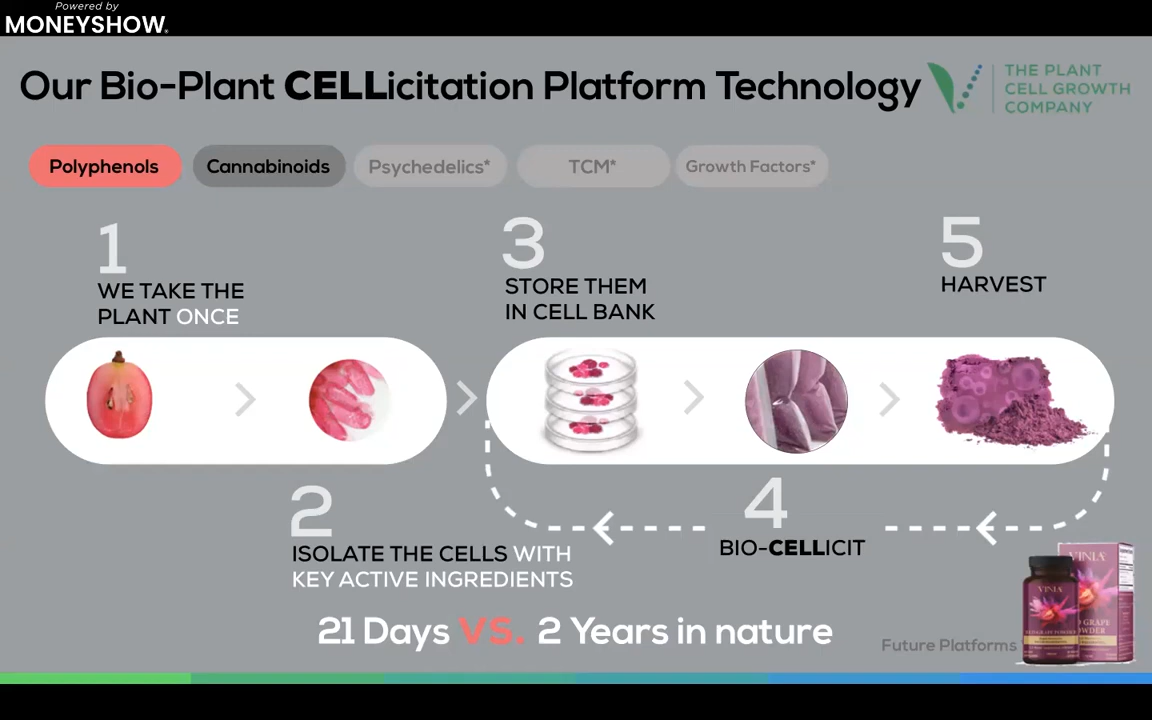 Powered by
MONEYSHOW
Our Bio-Plant CELLicitation Platform Technology
THE PLANT
CELL GROWTH
COMPANY
Polyphenols
Cannabinoids
Psychedelics*
TCM*
Growth Factors*
1
WE TAKE THE
PLANT ONCE
2
ISOLATE THE CELLS WITH
KEY ACTIVE INGREDIENTS
3
STORE THEM
IN CELL BANK
4
BIO-CELLICIT
5
HARVEST
21 Days VS. 2 Years in nature
Future Platforms
VINIA
VINIA